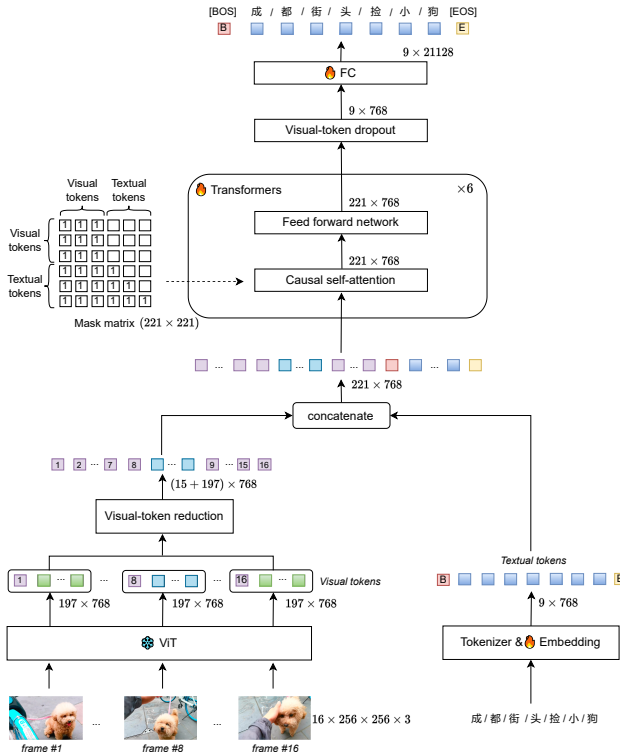 [BOS] 成 / 都 / 街 / 头 / 捡 / 小 / 狗 [EOS]
B E
9 × 21128
FC
9 × 768
Visual-token dropout
Transformers ×6
221 × 768
Feed forward network
221 × 768
Causal self-attention
Visual tokens Textual tokens
Visual tokens
Textual tokens
1 1 1
1 1 1
1 1 1
1 1 1 1
1 1 1 1 1
1 1 1 1 1 1
Mask matrix (221 × 221)
... ... ... ...
221 × 768
concatenate
1 2 ... 7 8 ... 9 ... 15 16
(15 + 197) × 768
Visual-token reduction
1 ... ... 8 ... ... 16 ...
Visual tokens
197 × 768 197 × 768 197 × 768
ViT
16 × 256 × 256 × 3
... ...
frame #1 frame #8 frame #16
Textual tokens
B E
9 × 768
Tokenizer & Embedding
成 / 都 / 街 / 头 / 捡 / 小 / 狗